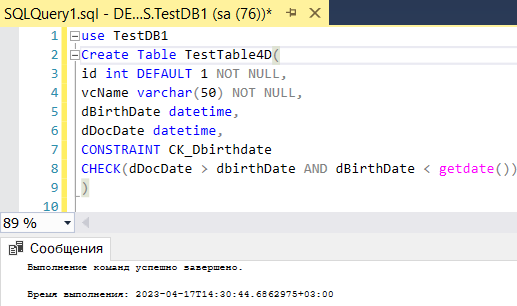 SQLQuery1.sql - DE...S.TestDB1 (sa (76))*
1 use TestDB1
2 Create Table TestTable4D(
3 id int DEFAULT 1 NOT NULL,
4 vcName varchar(50) NOT NULL,
5 dBirthDate datetime,
6 dDocDate datetime,
7 CONSTRAINT CK_Dbirthdate
8 CHECK(dDocDate > dbirthDate AND dBirthDate < getdate())
9 )
10
89 %
Сообщения
Выполнение команд успешно завершено.
Время выполнения: 2023-04-17T14:30:44.6862975+03:00